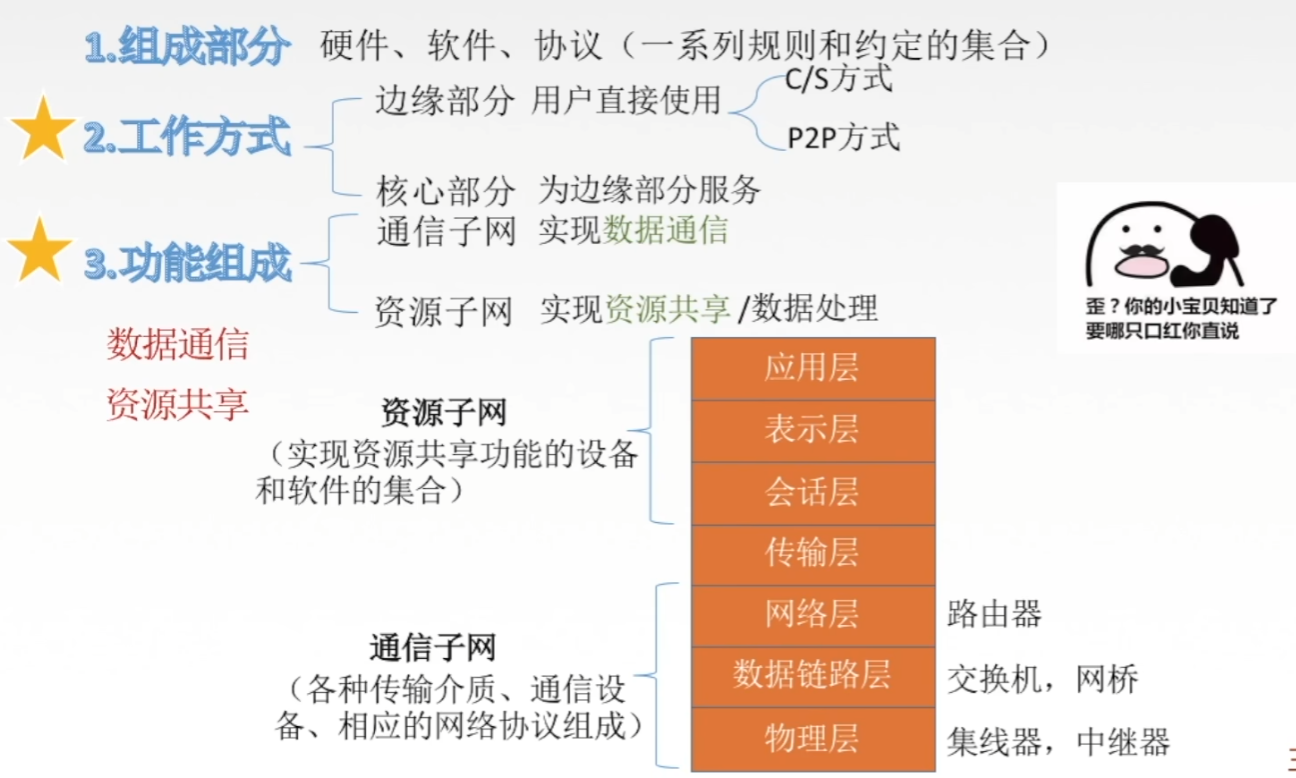 1.组成部分 硬件、软件、协议（一系列规则和约定的集合）
2.工作方式
边缘部分 用户直接使用
C/S方式
P2P方式
核心部分 为边缘部分服务
3.功能组成
通信子网 实现数据通信
资源子网 实现资源共享/数据处理
数据通信
资源共享
歪？你的小宝贝知道了
要哪只口红你直说
资源子网
（实现资源共享功能的设备
和软件的集合）
应用层
表示层
会话层
传输层
网络层 路由器
数据链路层 交换机，网桥
物理层 集线器，中继器
通信子网
（各种传输介质、通信设
备、相应的网络协议组成）